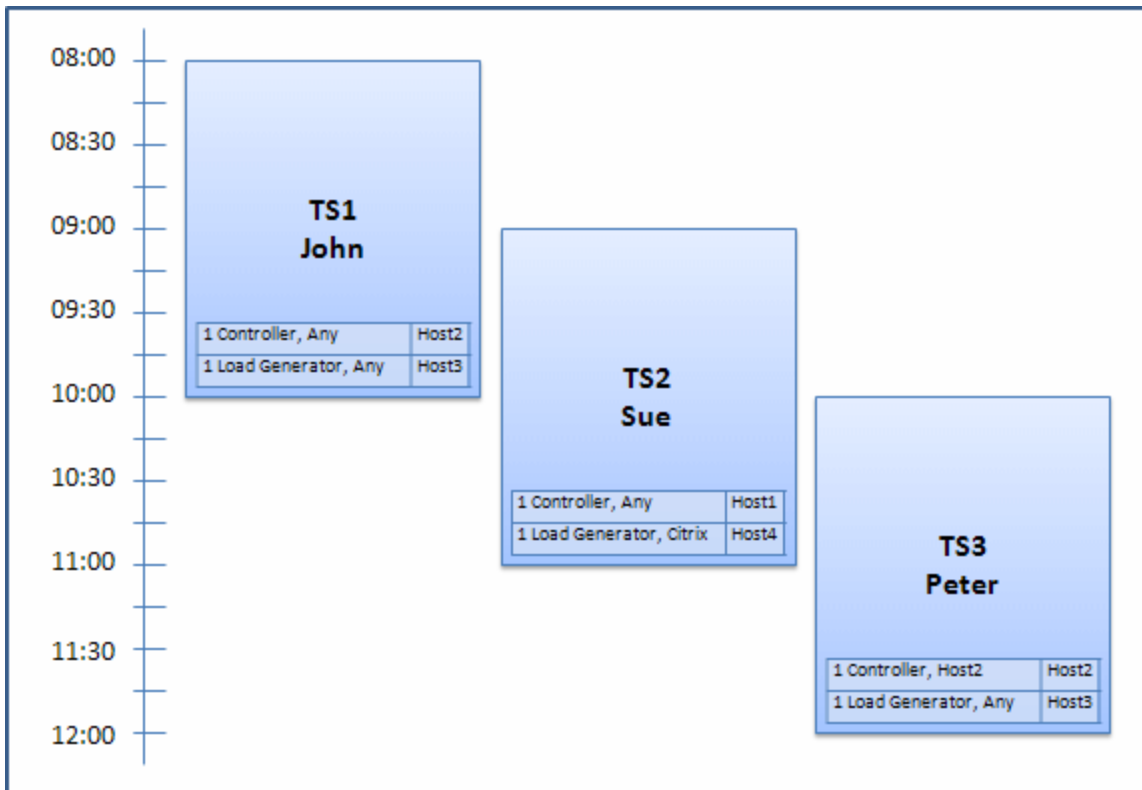 08:00
08:30
09:00
09:30
10:00
10:30
11:00
11:30
12:00
TS1
John
1 Controller, Any Host2
1 Load Generator, Any Host3
TS2
Sue
1 Controller, Any Host1
1 Load Generator, Citrix Host4
TS3
Peter
1 Controller, Host2 Host2
1 Load Generator, Any Host3